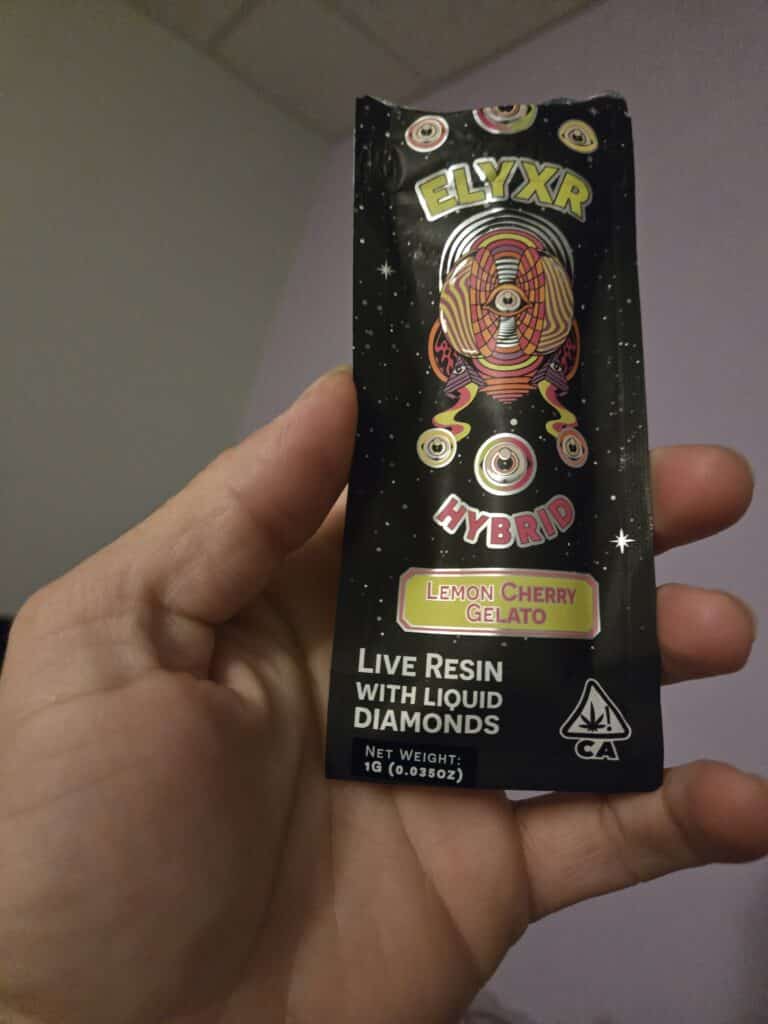 ELYXR
HYBRID
LEMON CHERRY
GELATO
LIVE RESIN
WITH LIQUID
DIAMONDS
NET WEIGHT:
1G (0.035OZ)
!
CA